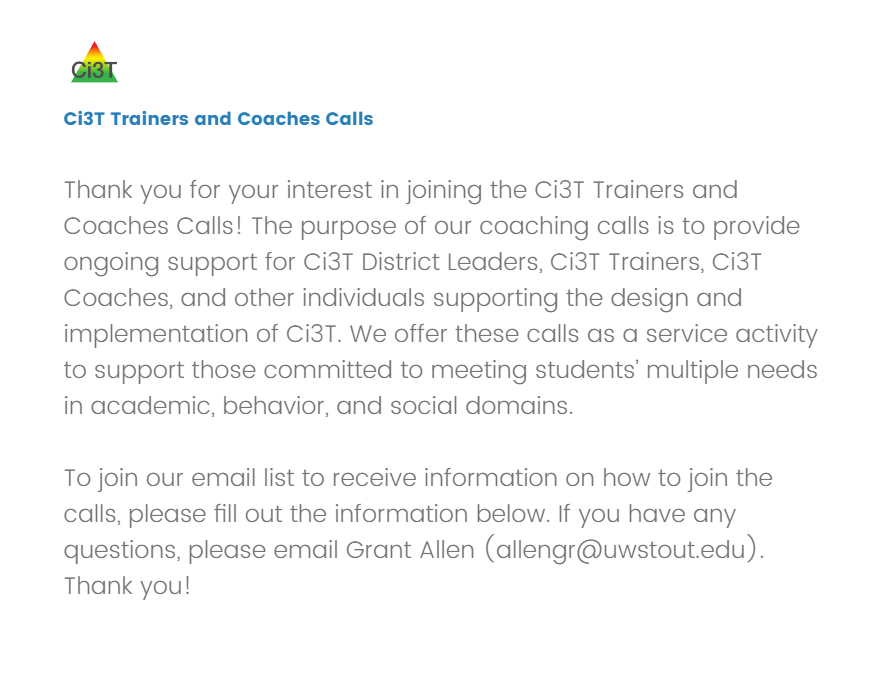 Ci3T
Ci3T Trainers and Coaches Calls
Thank you for your interest in joining the Ci3T Trainers and
Coaches Calls! The purpose of our coaching calls is to provide
ongoing support for Ci3T District Leaders, Ci3T Trainers, Ci3T
Coaches, and other individuals supporting the design and
implementation of Ci3T. We offer these calls as a service activity
to support those committed to meeting students’ multiple needs
in academic, behavior, and social domains.
To join our email list to receive information on how to join the
calls, please fill out the information below. If you have any
questions, please email Grant Allen (allengr@uwstout.edu).
Thank you!